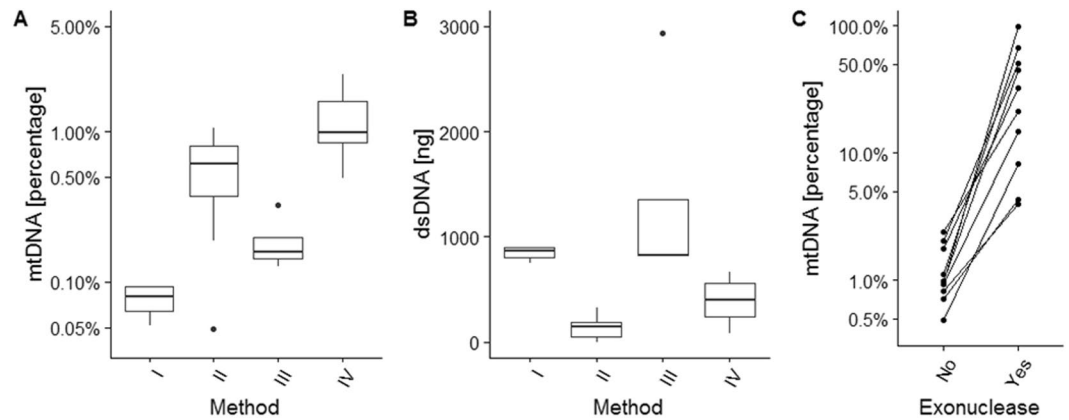 A
mtDNA [percentage]
5.00%
1.00%
0.50%
0.10%
0.05%
I
II
III
IV
Method
B
dsDNA [ng]
3000
2000
1000
0
I
II
III
IV
Method
C
mtDNA [percentage]
100.0%
50.0%
10.0%
5.0%
1.0%
0.5%
No
Yes
Exonuclease